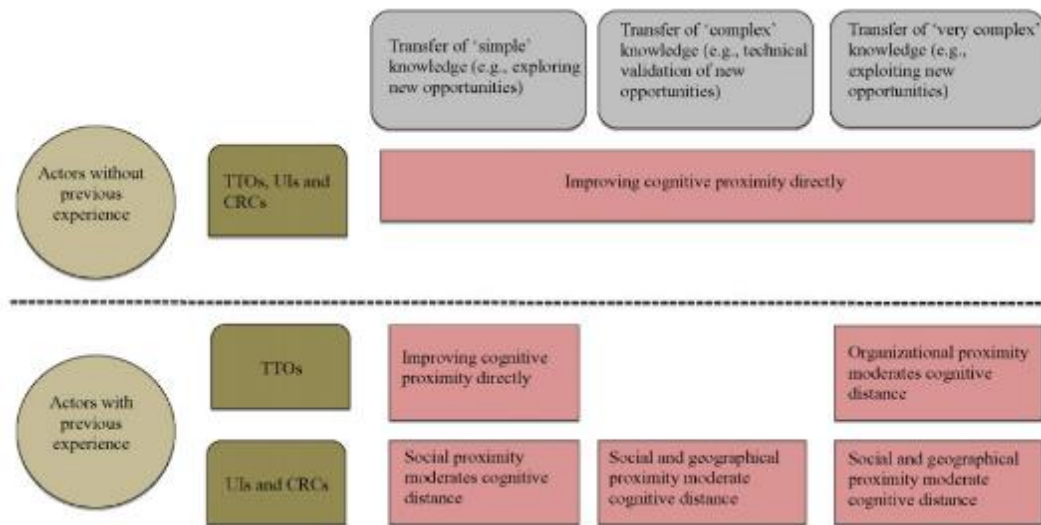 Transfer of 'simple'
knowledge (e.g., exploring
new opportunities)
Transfer of 'complex'
knowledge (e.g., technical
validation of new
opportunities)
Transfer of 'very complex'
knowledge (e.g.,
exploiting new
opportunities)
Actors without
previous
experience
TTOs, UIs and
CRCs
Improving cognitive proximity directly
Actors with
previous
experience
TTOs
Improving cognitive
proximity directly
Organizational proximity
moderates cognitive
distance
UIs and CRCs
Social proximity
moderates cognitive
distance
Social and geographical
proximity moderate
cognitive distance
Social and geographical
proximity moderate
cognitive distance